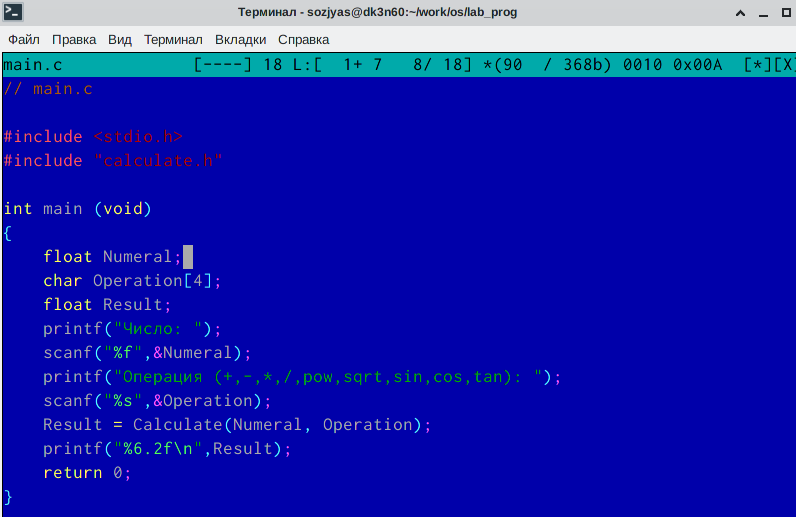 Терминал - sozjyas@dk3n60:~/work/os/lab_prog
Файл Правка Вид Терминал Вкладки Справка
main.c [----] 18 L:[ 1+ 7 8/ 18] *(90 / 368b) 0010 0x00A [*][X]
// main.c
#include <stdio.h>
#include "calculate.h"
int main (void)
{
float Numeral;
char Operation[4];
float Result;
printf("Число: ");
scanf("%f",&Numeral);
printf("Операция (+,-,*,/,pow,sqrt,sin,cos,tan): ");
scanf("%s",&Operation);
Result = Calculate(Numeral, Operation);
printf("%6.2f\n",Result);
return 0;
}